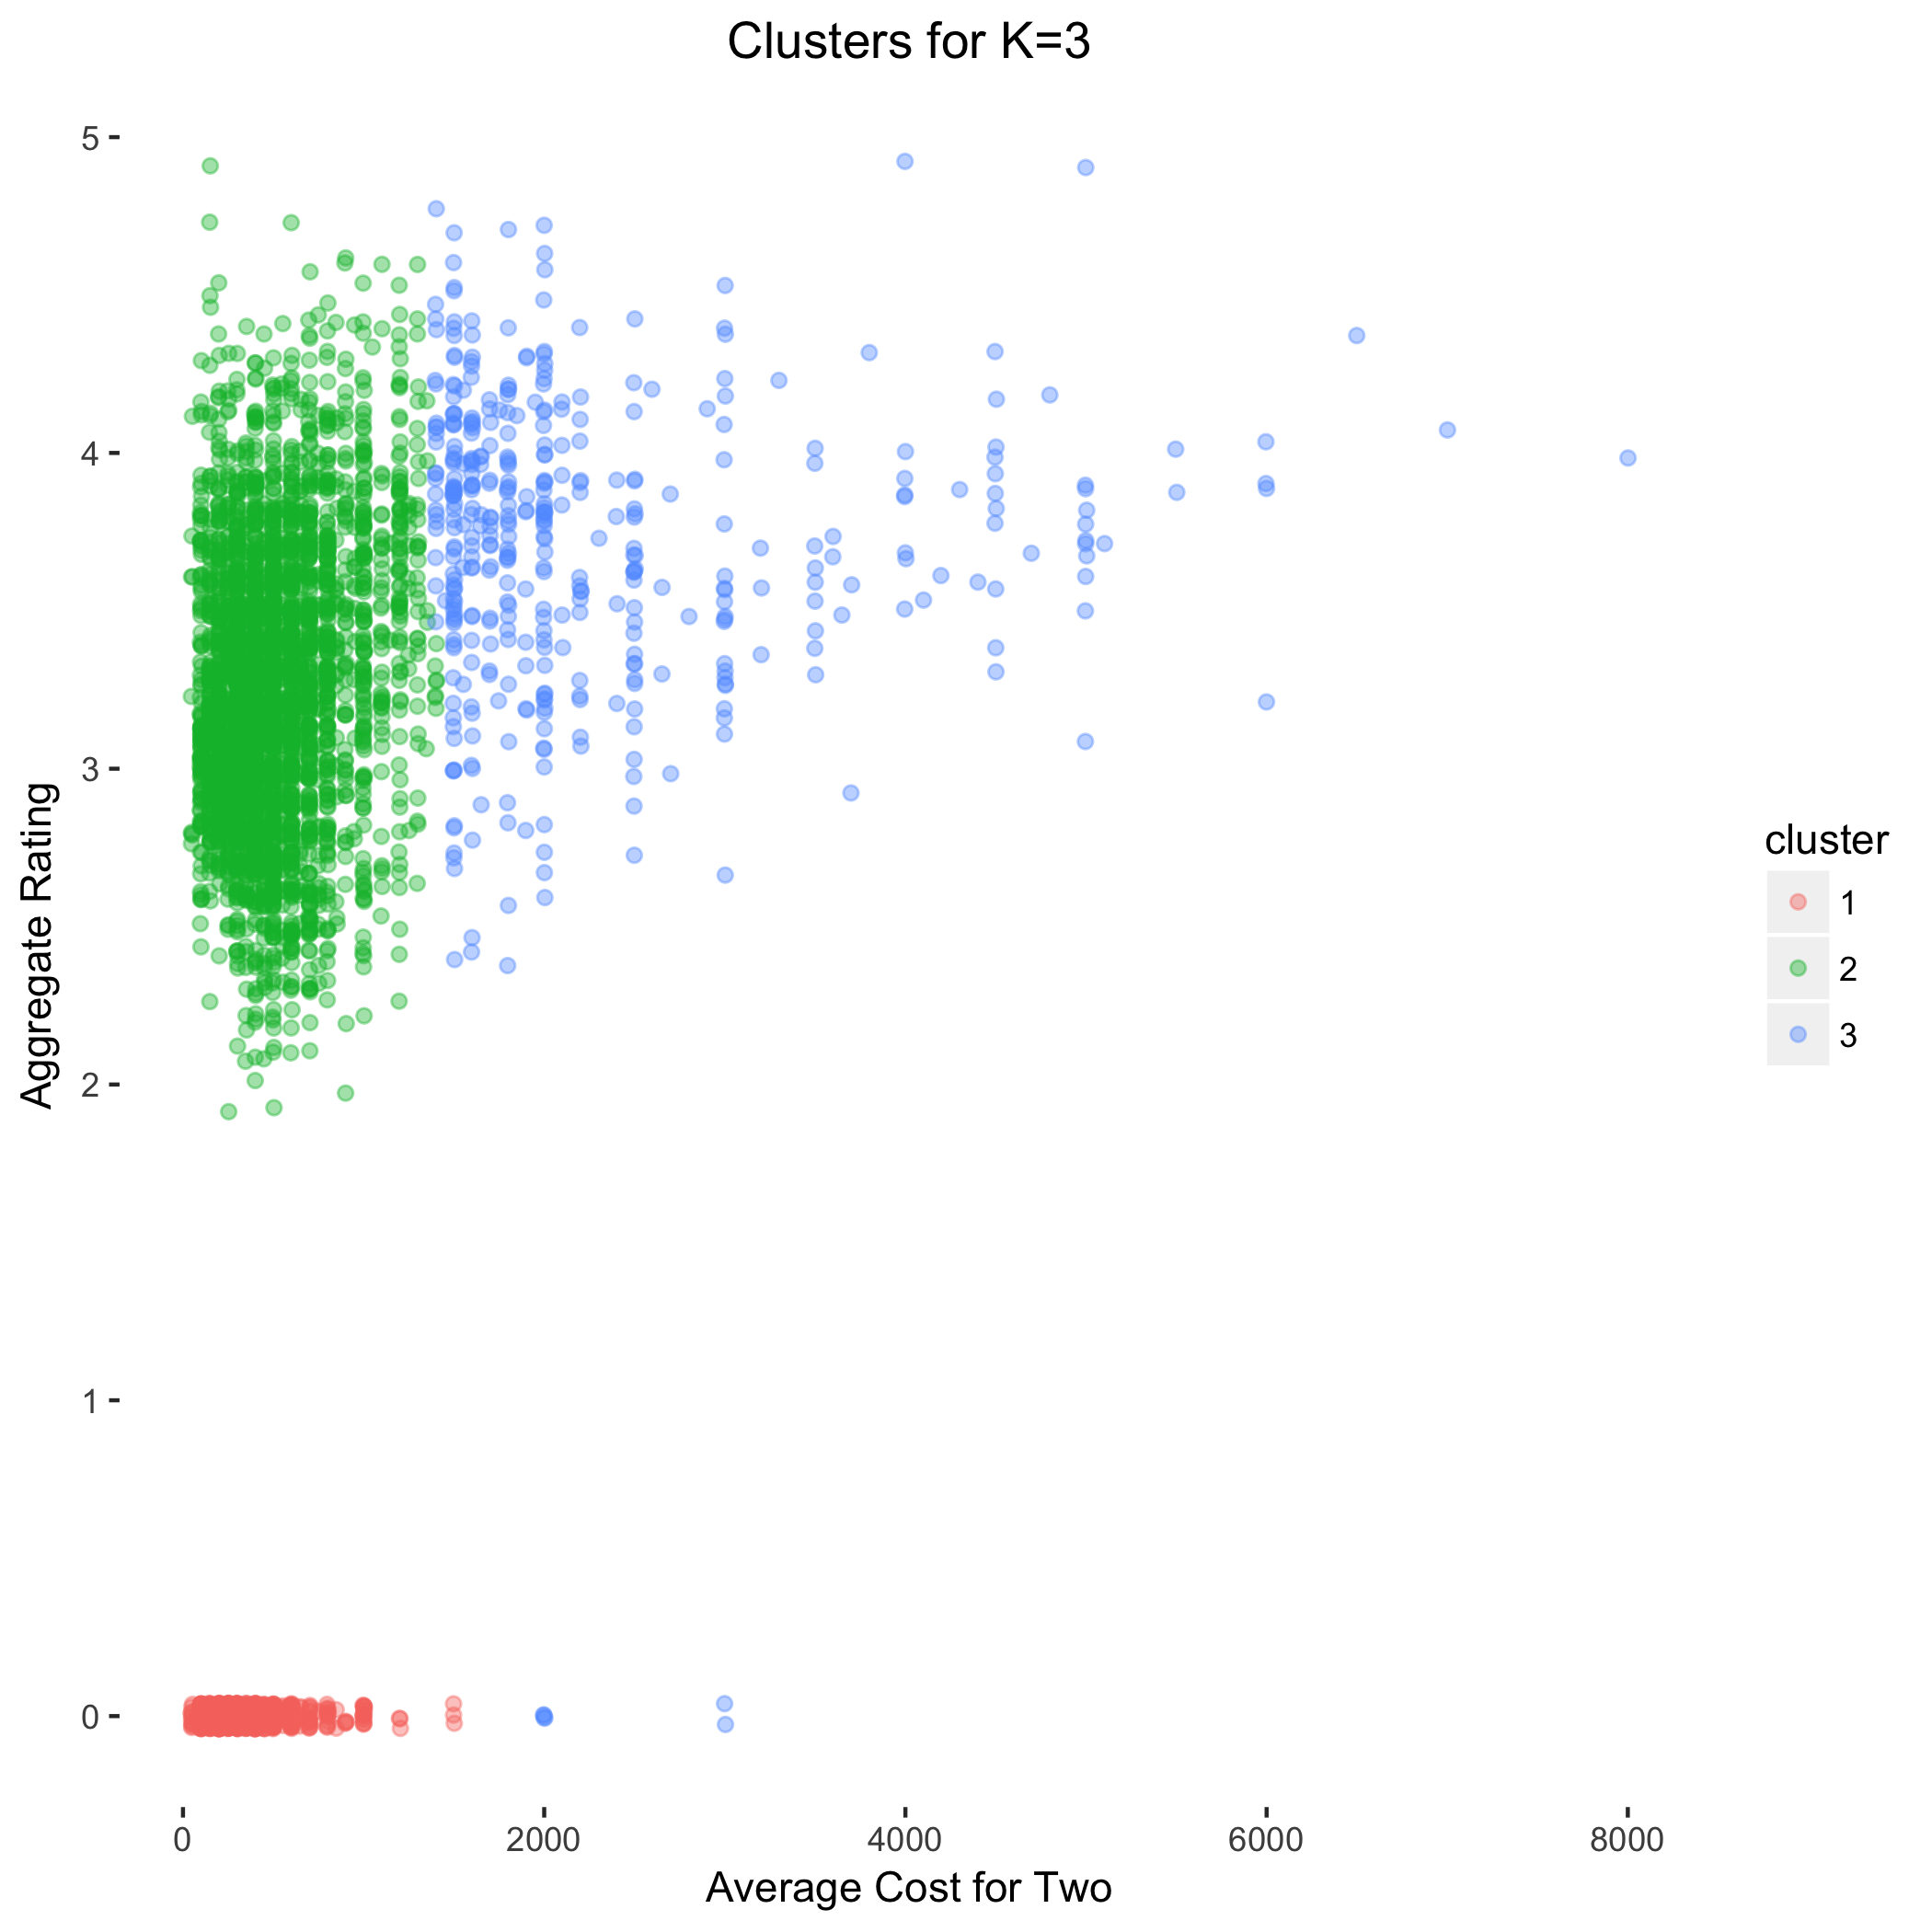 Clusters for K=3
5
4
3
2
1
0
Aggregate Rating
0 2000 4000 6000 8000
Average Cost for Two
cluster
1
2
3